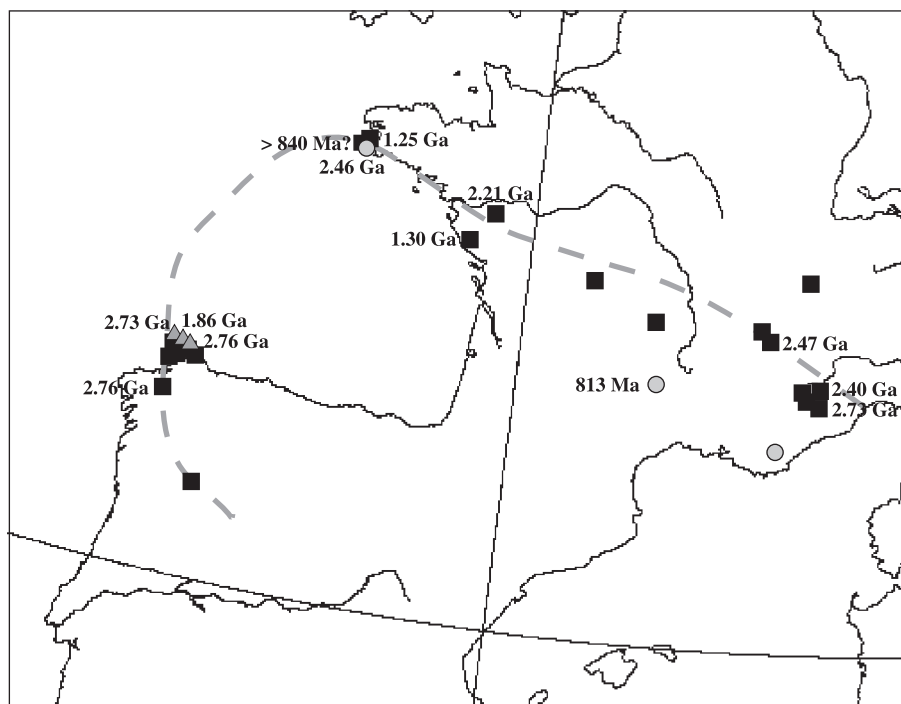 > 840 Ma? 1.25 Ga
2.46 Ga
2.21 Ga
1.30 Ga
2.73 Ga 1.86 Ga
2.76 Ga
2.47 Ga
2.76 Ga
813 Ma
2.40 Ga
2.73 Ga